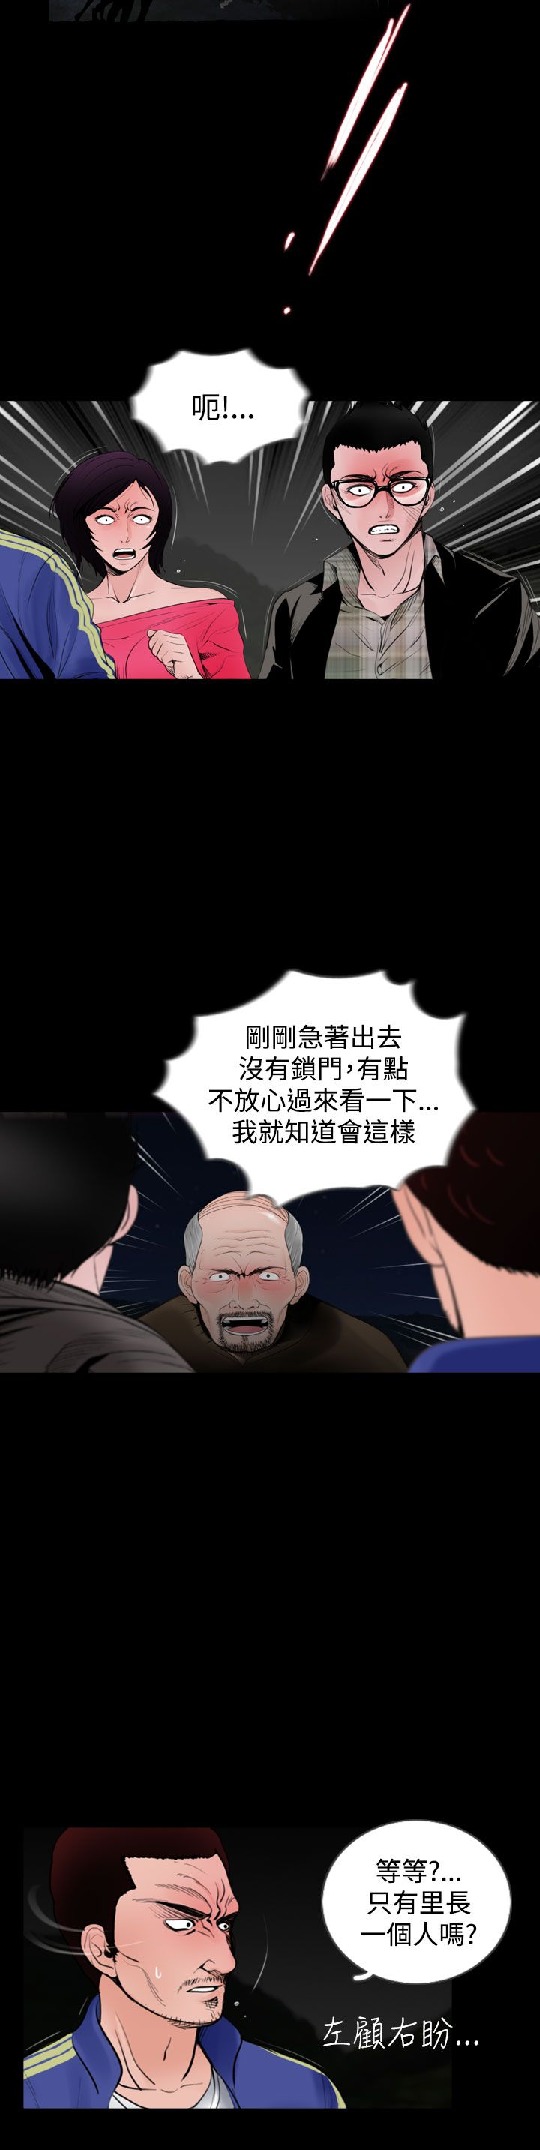 呃!...
剛剛急著出去
沒有鎖門，有點
不放心過來看一下...
我就知道會這樣
等等?...
只有里長
一個人嗎?
左顧右盼...